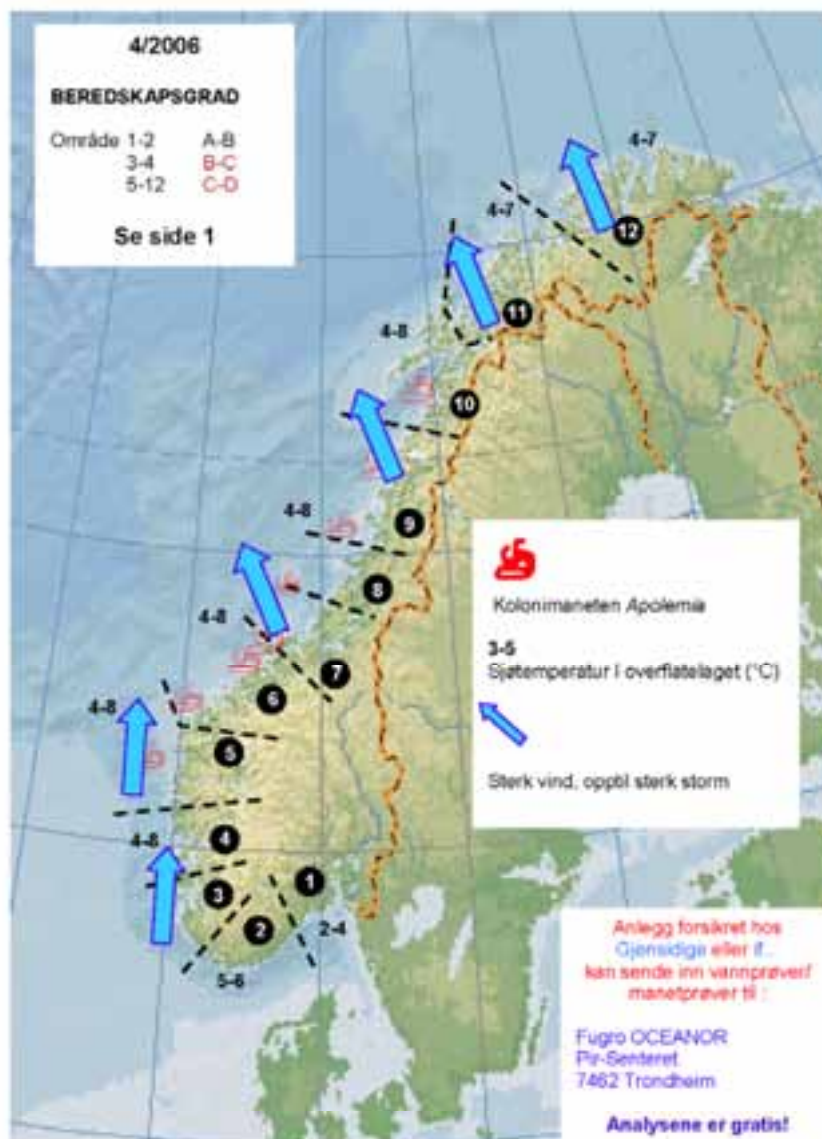 4/2006
BEREDSKAPSGRAD
Område 1-2 A-B
3-4 B-C
5-12 C-D
Se side 1
4-7
12
4-7
11
4-8
10
4-8
9
8
4-8
7
6
4-8
5
4-8
4
3
1
2
2-4
5-6
Kolonimaneten Apolemia
3-5
Sjøtemperatur i overflatelaget (°C)
Sterk vind, opptil sterk storm
Anlegg forsikret hos
Gjensidige eller If..
kan sende inn vannprøver/
manetprøver til :
Fugro OCEANOR
Pir-Senteret
7462 Trondheim
Analysene er gratis!